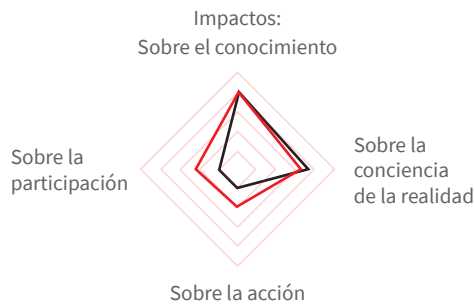 Impactos:
Sobre el conocimiento
Sobre la
participación
Sobre la
conciencia
de la realidad
Sobre la acción